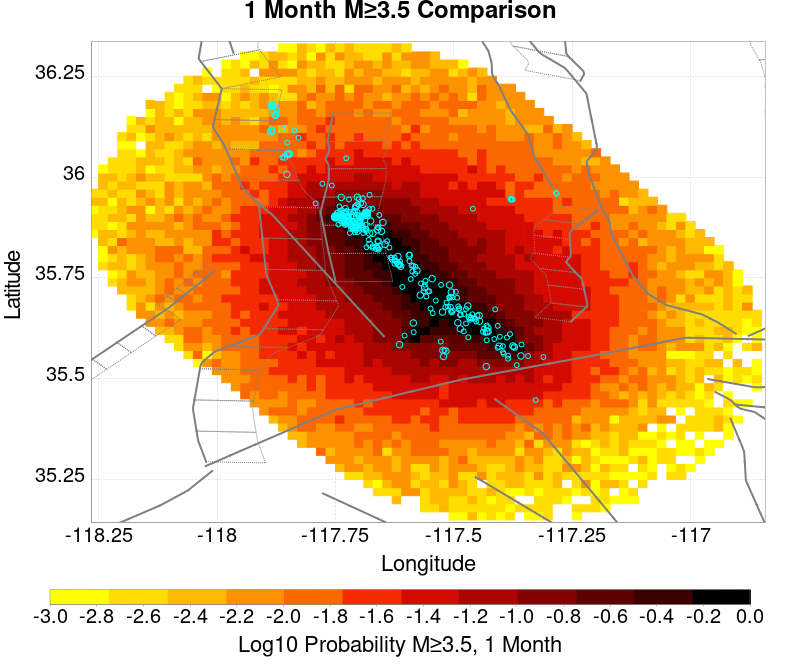 1 Month M≥3.5 Comparison
36.25
36
35.75
35.5
35.25
Latitude
-118.25 -118 -117.75 -117.5 -117.25 -117
Longitude
-3.0 -2.8 -2.6 -2.4 -2.2 -2.0 -1.8 -1.6 -1.4 -1.2 -1.0 -0.8 -0.6 -0.4 -0.2 0.0
Log10 Probability M≥3.5, 1 Month